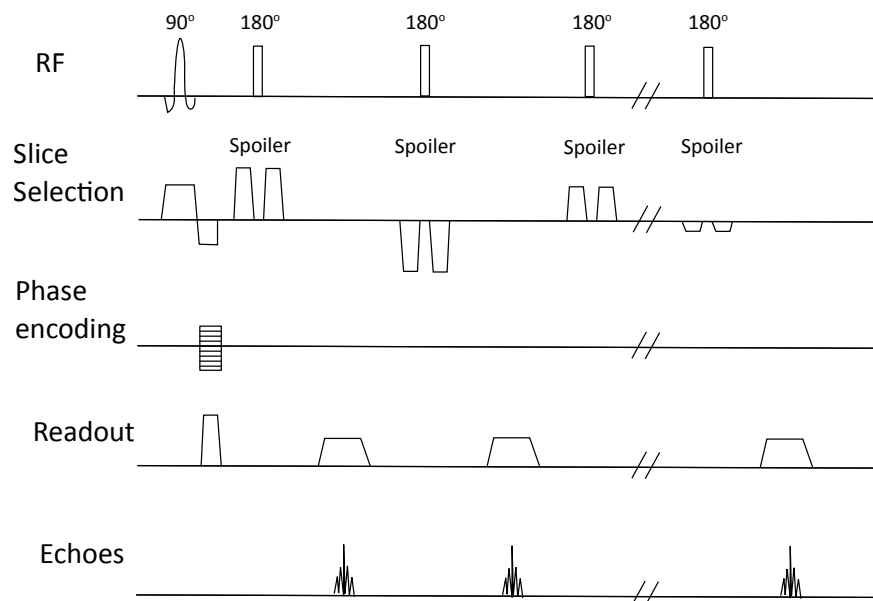 90° 180° 180° 180° 180°
RF
Spoiler Spoiler Spoiler Spoiler
Slice
Selection
Phase
encoding
Readout
Echoes